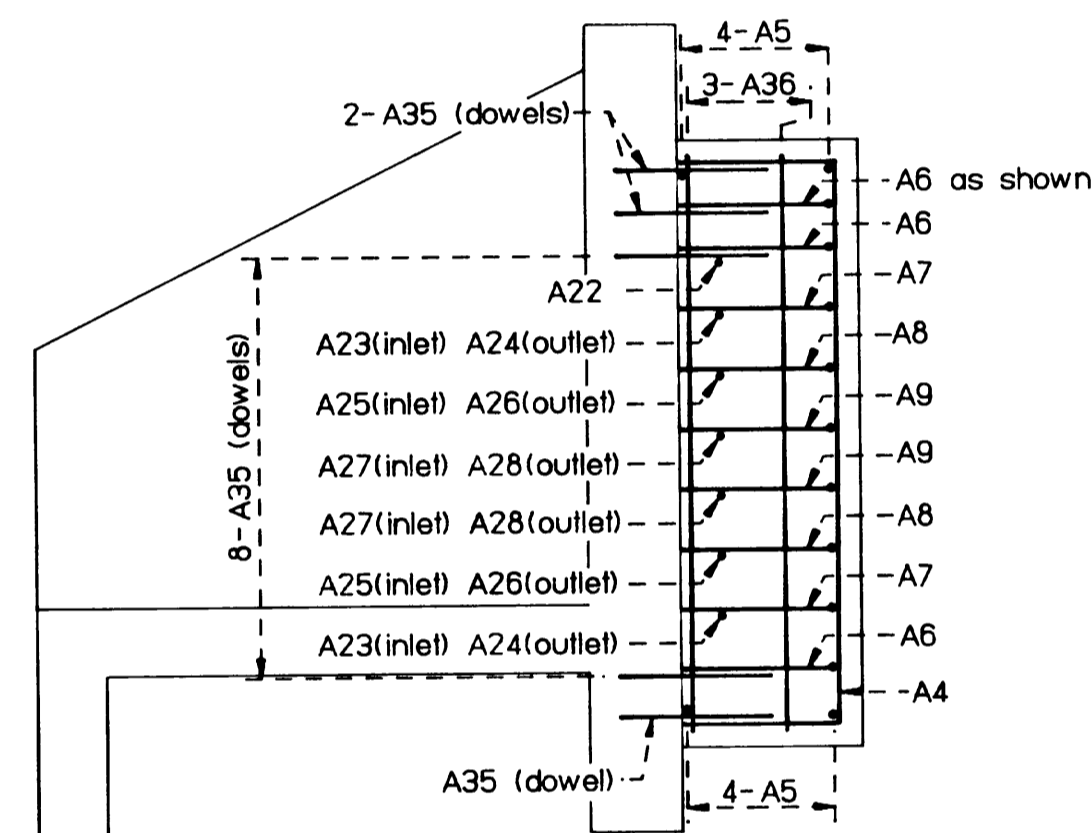 4-A5
3-A36
2-A35 (dowels)
A6 as shown
A6
A22
A7
A23(inlet) A24(outlet)
A8
A25(inlet) A26(outlet)
A9
8-A35 (dowels)
A27(inlet) A28(outlet)
A9
A27(inlet) A28(outlet)
A8
A25(inlet) A26(outlet)
A7
A23(inlet) A24(outlet)
A6
A4
A35 (dowel)
4-A5